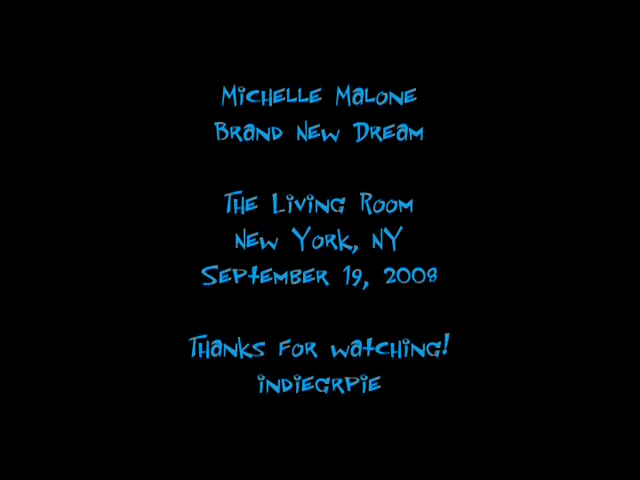 Michelle Malone
Brand New Dream
The Living Room
New York, NY
September 19, 2008
Thanks for watching!
indiegrpie